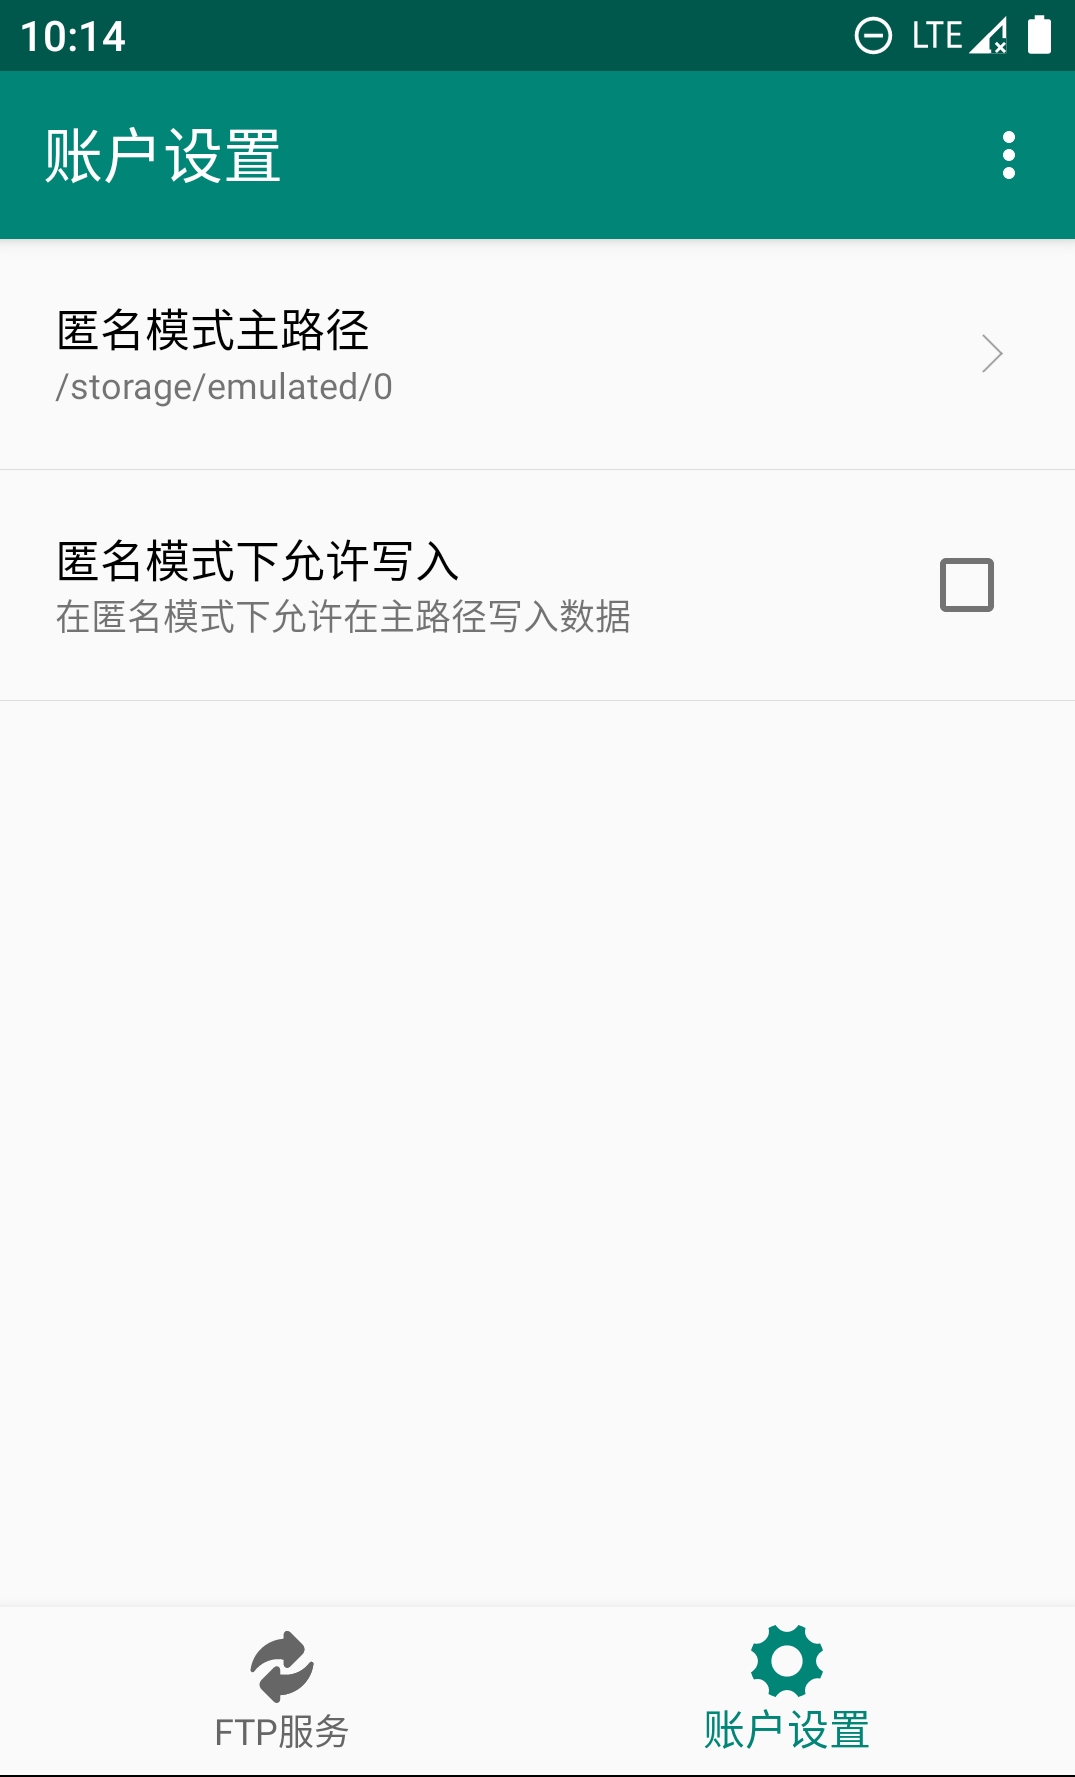 10:14
LTE
账户设置
匿名模式主路径
/storage/emulated/0
匿名模式下允许写入
在匿名模式下允许在主路径写入数据
FTP服务
账户设置